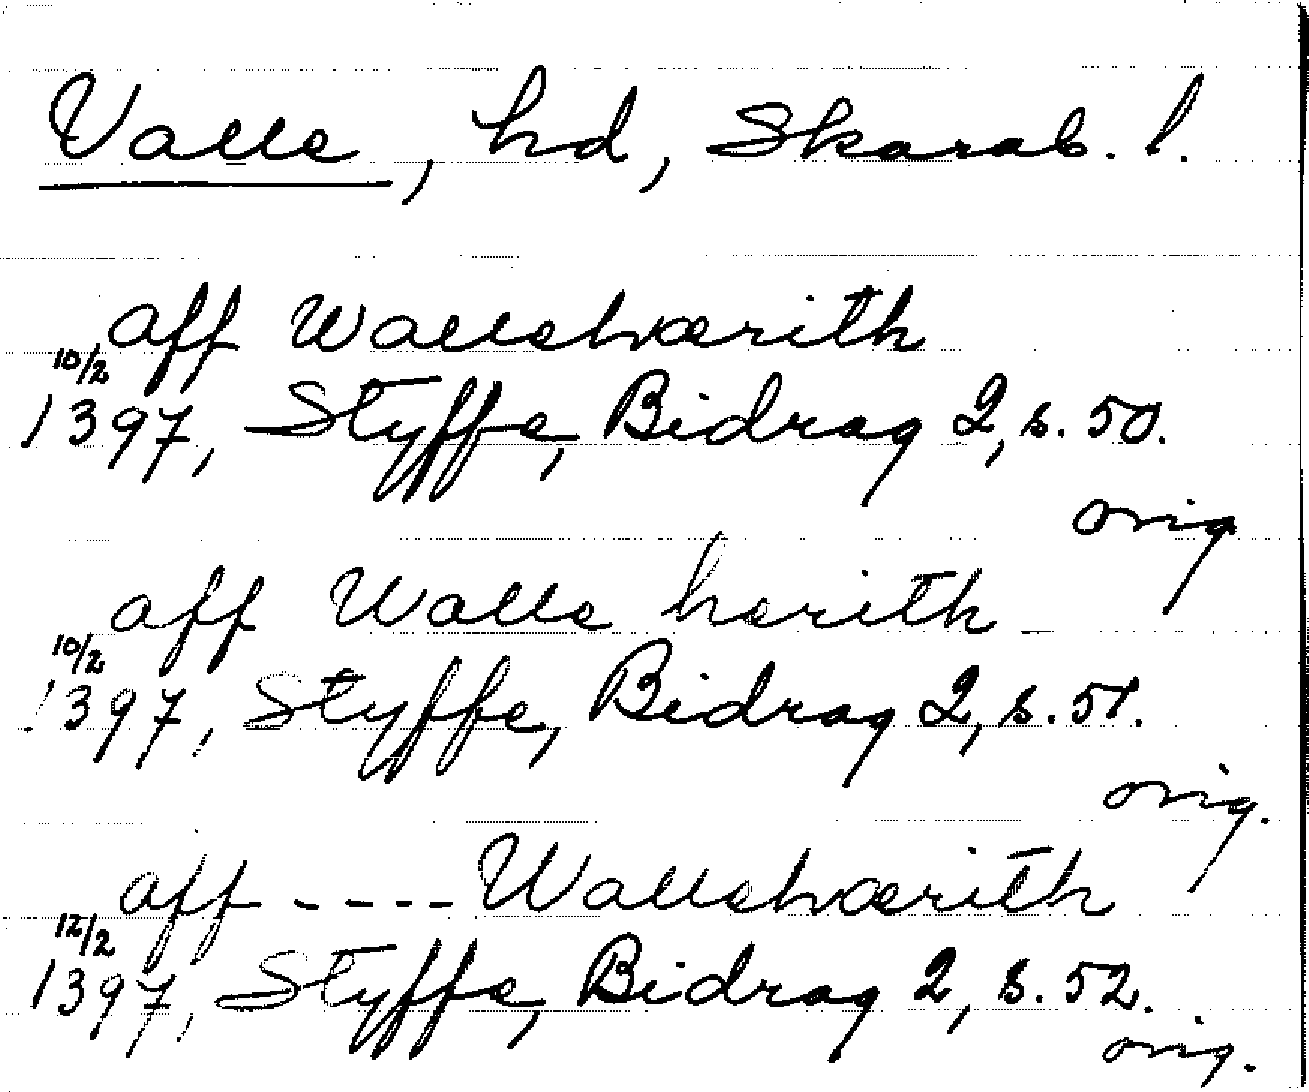 Valle, hd, Skarab. l.
aff Wallehærith
10/2 1397, Styffe, Bidrag 2, s. 50.
orig
aff Walle herith
10/2 1397, Styffe, Bidrag 2, s. 51.
orig.
aff ---- Wallehærith
12/2 1397, Styffe, Bidrag 2, s. 52.
orig.